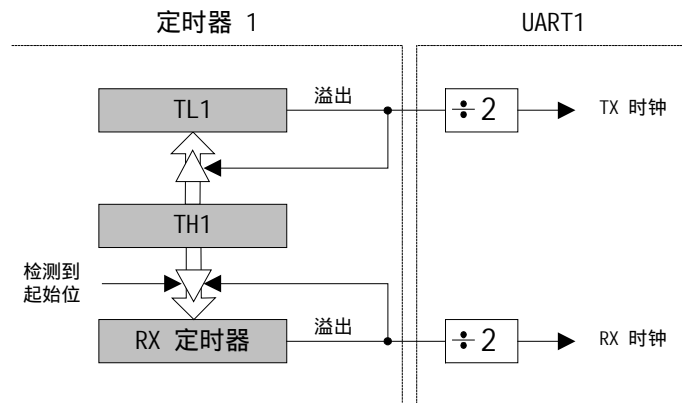 定时器 1
UART1
TL1
溢出
÷2
TX 时钟
TH1
检测到
起始位
RX 定时器
溢出
÷2
RX 时钟